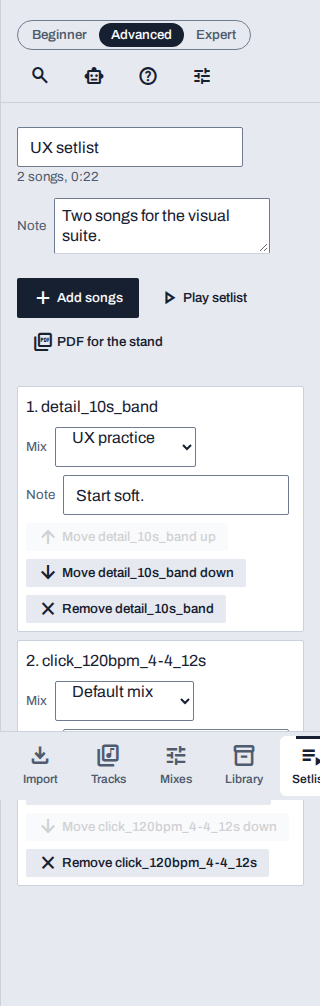 Beginner Advanced Expert
UX setlist
2 songs, 0:22
Note
Two songs for the visual
suite.
Add songs
Play setlist
PDF for the stand
1. detail_10s_band
Mix
UX practice
Note
Start soft.
Move detail_10s_band up
Move detail_10s_band down
Remove detail_10s_band
2. click_120bpm_4-4_12s
Mix
Default mix
Import Tracks Mixes Library
Move click_120bpm_4-4_12s down
Remove click_120bpm_4-4_12s